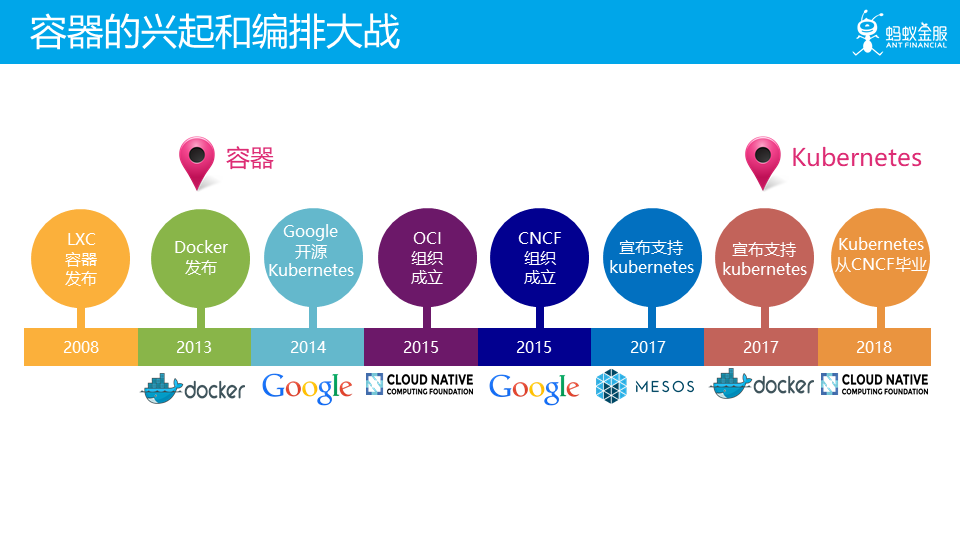 容器的兴起和编排大战
蚂蚁金服
ANT FINANCIAL
容器
Kubernetes
LXC
容器
发布
Docker
发布
Google
开源
Kubernetes
OCI
组织
成立
CNCF
组织
成立
宣布支持
kubernetes
宣布支持
kubernetes
Kubernetes
从CNCF毕业
2008
2013
2014
2015
2015
2017
2017
2018
docker
Google
CLOUD NATIVE
COMPUTING FOUNDATION
Google
MESOS
docker
CLOUD NATIVE
COMPUTING FOUNDATION